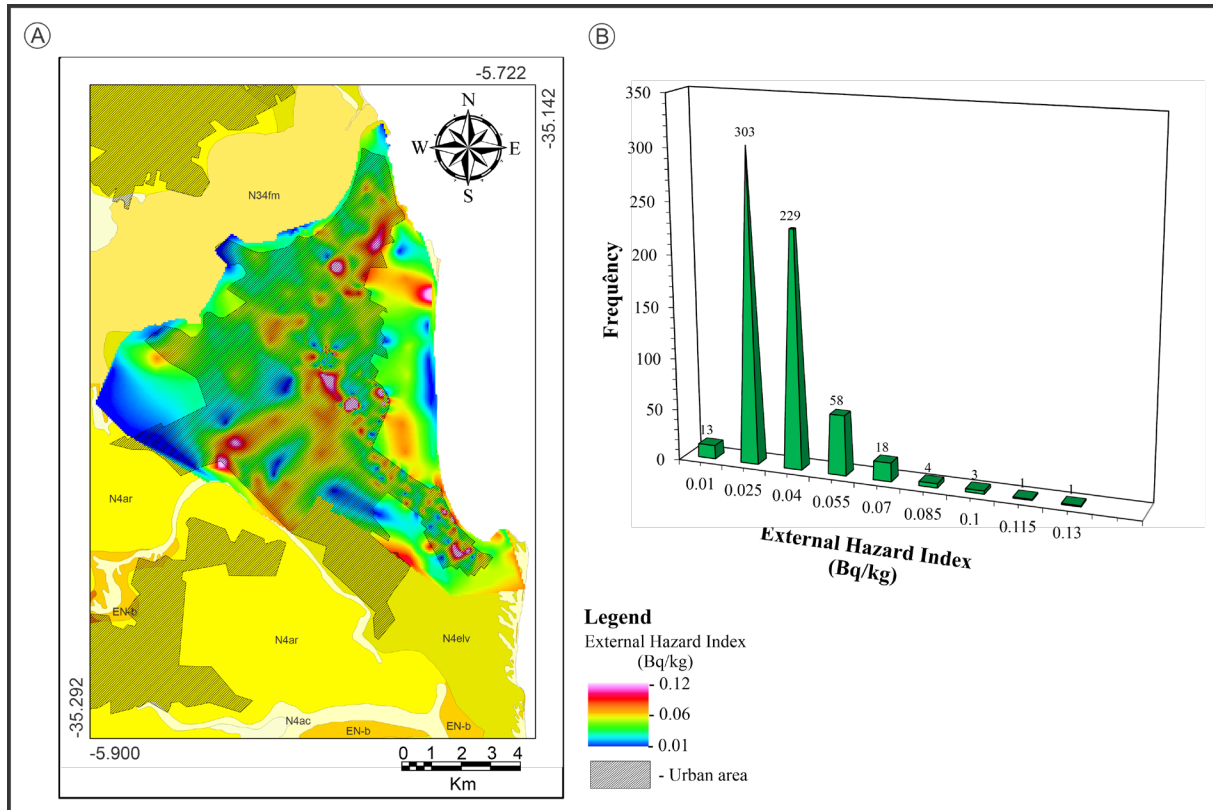 A
-5.722
-35.142
N
W E
S
N34fm
N4ar
EN-b
N4ar
N4elv
N4ac
EN-b
EN-b
-35.292
-5.900
0 1 2 3 4
Km
B
350
300
250
200
150
100
50
0
Frequêncy
13
303
229
58
18
4
3
1
1
0.01 0.025 0.04 0.055 0.07 0.085 0.1 0.115 0.13
External Hazard Index
(Bq/kg)
Legend
External Hazard Index
(Bq/kg)
- 0.12
- 0.06
0.01
- Urban area